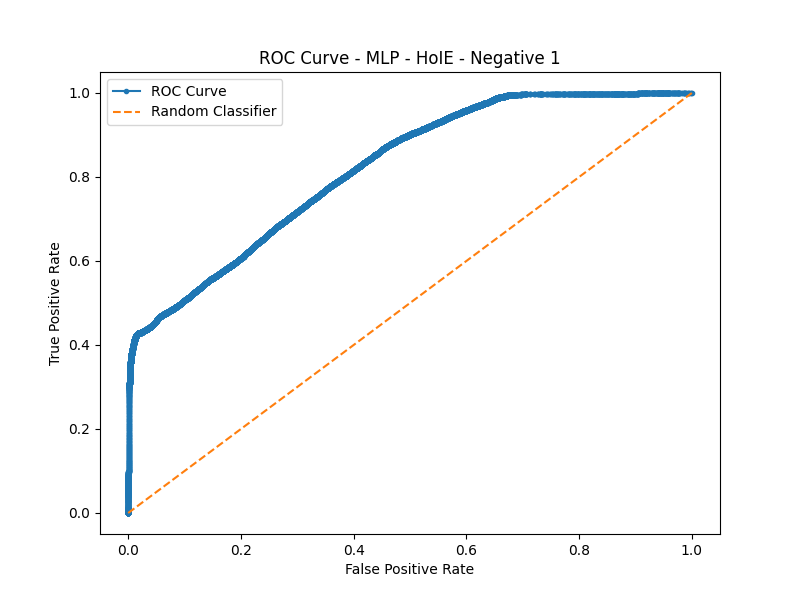 ROC Curve - MLP - HolE - Negative 1
ROC Curve
Random Classifier
True Positive Rate
1.0
0.8
0.6
0.4
0.2
0.0
0.0 0.2 0.4 0.6 0.8 1.0
False Positive Rate